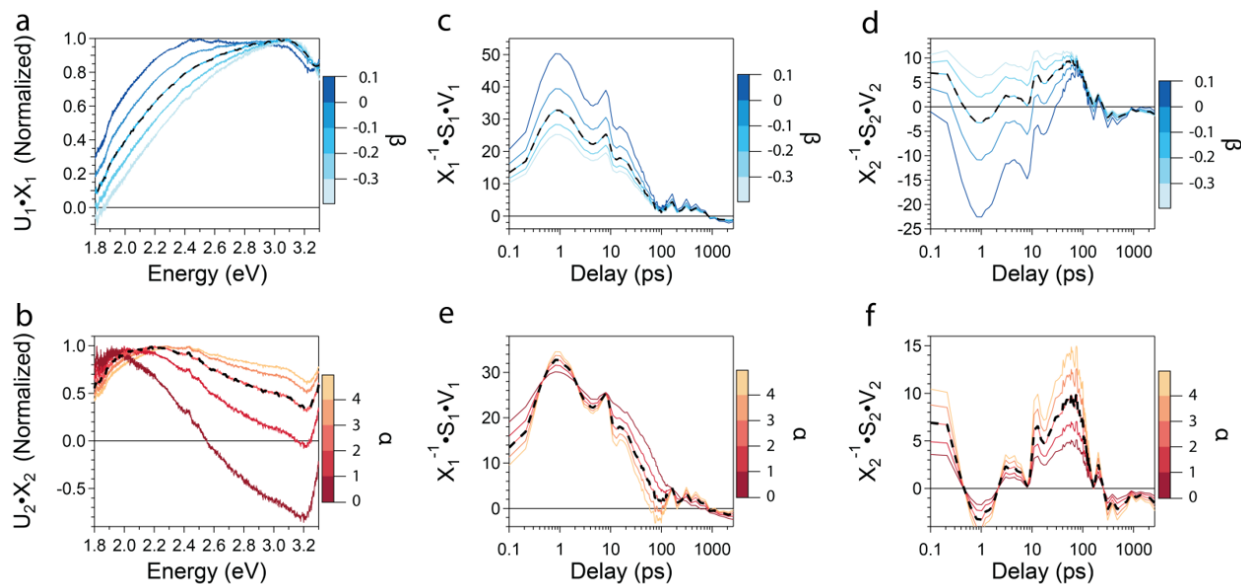 a
U₁•X₁ (Normalized)
1.0
0.8
0.6
0.4
0.2
0.0
1.8 2.0 2.2 2.4 2.6 2.8 3.0 3.2
Energy (eV)
0.1
0
-0.1
-0.2
-0.3
β
c
X₁⁻¹•S₁•V₁
50
40
30
20
10
0
0.1 1 10 100 1000
Delay (ps)
0.1
0
-0.1
-0.2
-0.3
β
d
X₂⁻¹•S₂•V₂
10
5
0
-5
-10
-15
-20
-25
0.1 1 10 100 1000
Delay (ps)
0.1
0
-0.1
-0.2
-0.3
β
b
U₂•X₂ (Normalized)
1.0
0.5
0.0
-0.5
1.8 2.0 2.2 2.4 2.6 2.8 3.0 3.2
Energy (eV)
4
3
2
1
0
α
e
X₁⁻¹•S₁•V₁
30
20
10
0
0.1 1 10 100 1000
Delay (ps)
4
3
2
1
0
α
f
X₂⁻¹•S₂•V₂
15
10
5
0
0.1 1 10 100 1000
Delay (ps)
4
3
2
1
0
α